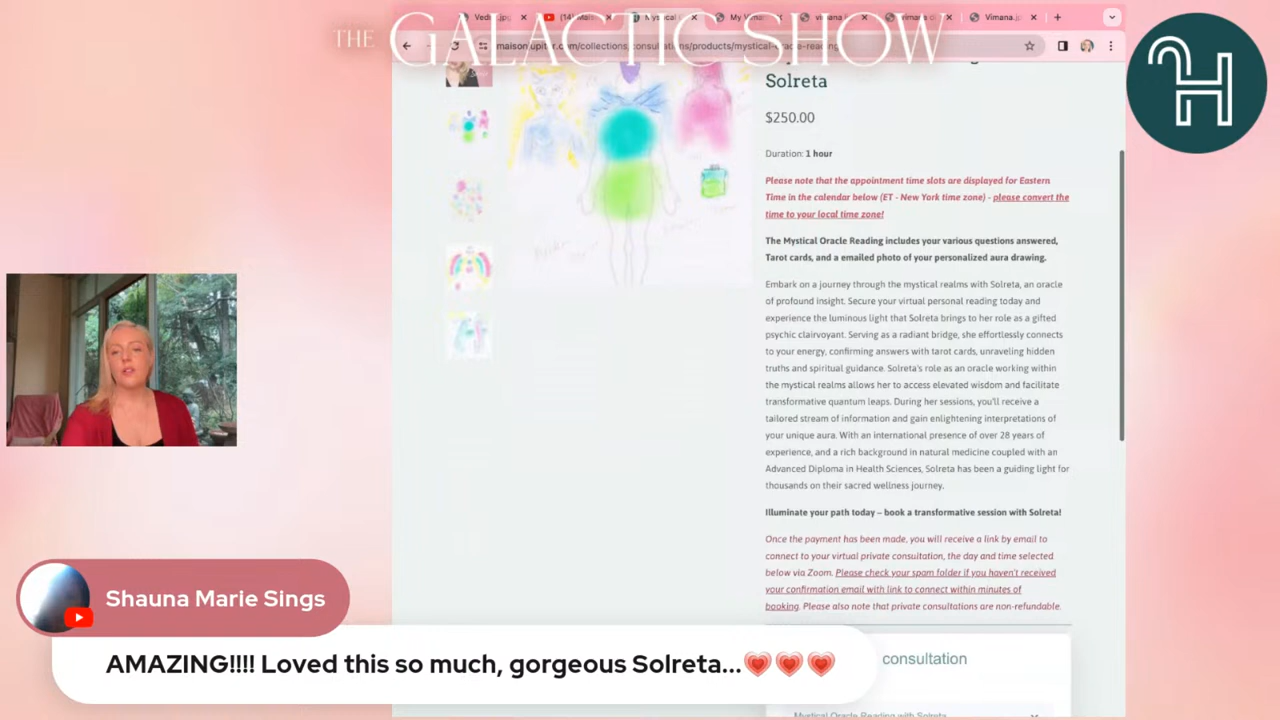 THE GALACTIC SHOW
Vedi .jpg
(14)
Mystical
My Vima
Vimana.j
maisonjupiter.com/collections/consultations/products/mystical-oracle-reading
H
Solreta
$250.00
Duration: 1 hour
Please note that the appointment time slots are displayed for Eastern
Time in the calendar below (ET - New York time zone) - please convert the
time to your local time zone!
The Mystical Oracle Reading includes your various questions answered,
Tarot cards, and a emailed photo of your personalized aura drawing.
Embark on a journey through the mystical realms with Solreta, an oracle
of profound insight. Secure your virtual personal reading today and
experience the luminous light that Solreta brings to her role as a gifted
psychic clairvoyant. Serving as a radiant bridge, she effortlessly connects
to your energy, confirming answers with tarot cards, unraveling hidden
truths and spiritual guidance. Solreta's role as an oracle working within
the mystical realms allows her to access elevated wisdom and facilitate
transformative quantum leaps. During her sessions, you'll receive a
tailored stream of information and gain enlightening interpretations of
your unique aura. With an international presence of over 28 years of
experience, and a rich background in natural medicine coupled with an
Advanced Diploma in Health Sciences, Solreta has been a guiding light for
thousands on their sacred wellness journey.
Illuminate your path today – book a transformative session with Solreta!
Once the payment has been made, you will receive a link by email to
connect to your virtual private consultation, the day and time selected
below via Zoom. Please check your spam folder if you haven't received
your confirmation email with link to connect within minutes of
booking. Please also note that private consultations are non-refundable.
consultation
Mystical Oracle Reading with Solreta
Shauna Marie Sings
AMAZING!!!! Loved this so much, gorgeous Solreta...💗💗💗